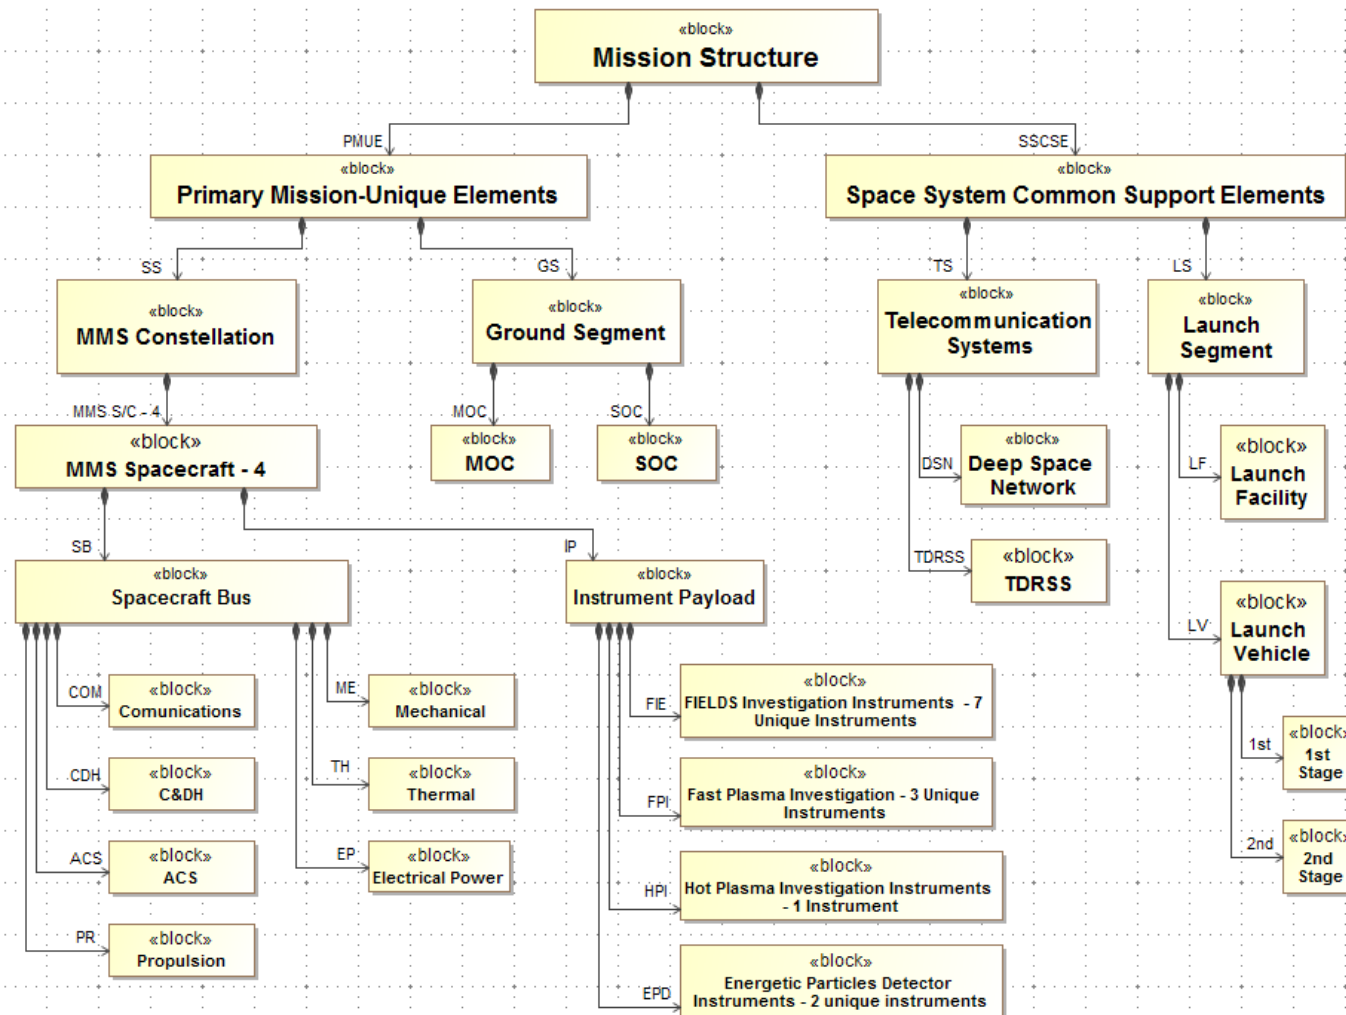 «block»
Mission Structure
PMUE
SSCSE
«block»
Primary Mission-Unique Elements
«block»
Space System Common Support Elements
SS
GS
TS
LS
«block»
MMS Constellation
«block»
Ground Segment
«block»
Telecommunication
Systems
«block»
Launch
Segment
MMS S/C - 4
MOC
SOC
«block»
MMS Spacecraft - 4
«block»
MOC
«block»
SOC
DSN
«block»
Deep Space
Network
LF
«block»
Launch
Facility
SB
IP
TDRSS
«block»
TDRSS
«block»
Spacecraft Bus
«block»
Instrument Payload
LV
«block»
Launch
Vehicle
COM
«block»
Comunications
ME
«block»
Mechanical
FIE
«block»
FIELDS Investigation Instruments - 7
Unique Instruments
1st
«block»
1st
Stage
CDH
«block»
C&DH
TH
«block»
Thermal
FPI
«block»
Fast Plasma Investigation - 3 Unique
Instruments
2nd
«block»
2nd
Stage
ACS
«block»
ACS
EP
«block»
Electrical Power
HPI
«block»
Hot Plasma Investigation Instruments
- 1 Instrument
PR
«block»
Propulsion
EPD
«block»
Energetic Particles Detector
Instruments - 2 unique instruments